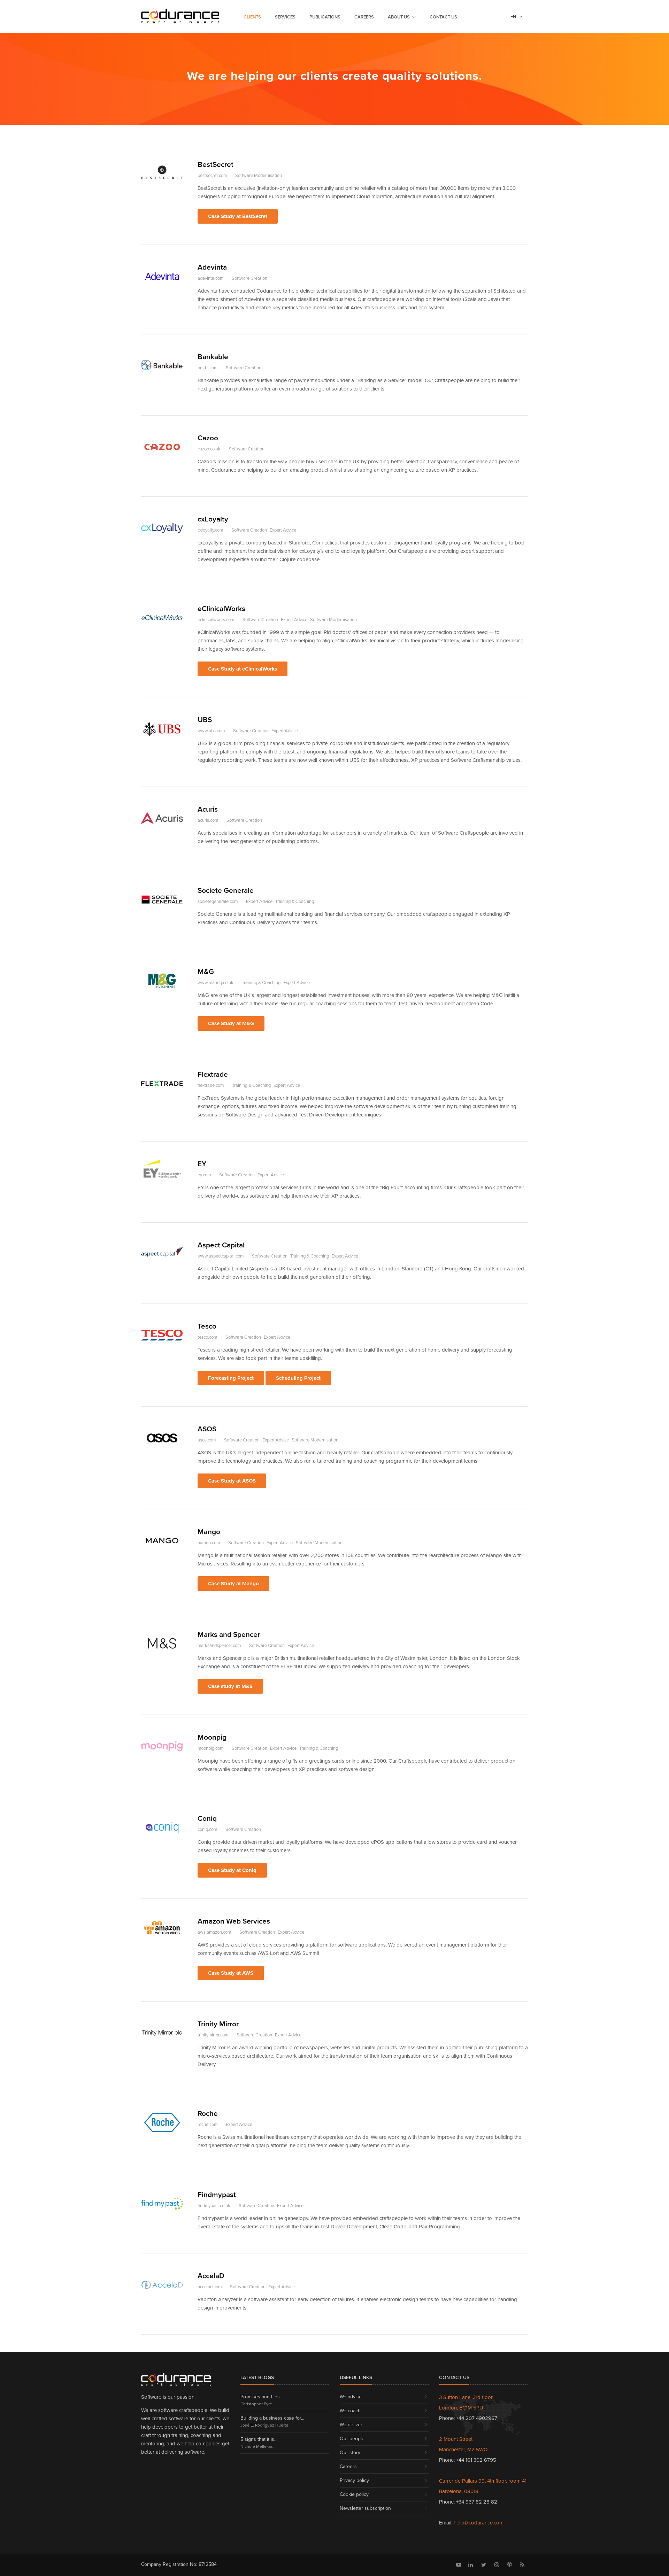 codurance
craft at heart
CLIENTS SERVICES PUBLICATIONS CAREERS ABOUT US CONTACT US EN
We are helping our clients create quality solutions.
BESTSECRET
BestSecret
bestsecret.com Software Modernisation
BestSecret is an exclusive (invitation-only) fashion community and online retailer with a catalog of more than 30,000 items by more than 3,000
designers shipping throughout Europe. We helped them to implement Cloud migration, architecture evolution and cultural alignment.
Case Study at BestSecret
Adevinta
Adevinta
adevinta.com Software Creation
Adevinta have contracted Codurance to help deliver technical capabilities for their digital transformation following the separation of Schibsted and
the establishment of Adevinta as a separate classified media business. Our craftspeople are working on internal tools (Scala and Java) that
enhance productivity and enable key metrics to be measured for all Adevinta's business units and eco-system.
Bankable
Bankable
Software Creation
Bankable provides an exhaustive range of payment solutions under a "Banking as a Service" model. Our Craftspeople are helping to build their
next generation platform to offer an even broader range of solutions to their clients.
CAZOO
Cazoo
cazoo.co.uk Software Creation
Cazoo's mission is to transform the way people buy used cars in the UK by providing better selection, transparency, convenience and peace of
mind. Codurance are helping to build an amazing product whilst also shaping an engineering culture based on XP practices.
cxLoyalty
cxLoyalty
cxloyalty.com Software Creation Expert Advice
cxLoyalty is a private company based in Stamford, Connecticut that provides customer engagement and loyalty programs. We are helping to both
define and implement the technical vision for cxLoyalty's end to end loyalty platform. Our Craftspeople are providing expert support and
development expertise around their Clojure codebase.
eClinicalWorks
eClinicalWorks
eclinicalworks.com Software Creation Expert Advice Software Modernisation
eClinicalWorks was founded in 1999 with a simple goal: Rid doctors' offices of paper and make every connection providers need — to
pharmacies, labs, and supply chains. We are helping to align eClinicalWorks' technical vision to their product strategy, which includes modernising
their legacy software systems.
Case Study at eClinicalWorks
UBS
UBS
www.ubs.com Software Creation Expert Advice
UBS is a global firm providing financial services to private, corporate and institutional clients. We participated in the creation of a regulatory
reporting platform to comply with the latest, and ongoing, financial regulations. We also helped build their offshore teams to take over the
regulatory reporting work. These teams are now well known within UBS for their effectiveness, XP practices and Software Craftsmanship values.
Acuris
Acuris
acuris.com Software Creation
Acuris specialises in creating an information advantage for subscribers in a variety of markets. Our team of Software Craftspeople are involved in
delivering the next generation of publishing platforms.
SOCIETE
GENERALE
Societe Generale
societegenerale.com Expert Advice Training & Coaching
Societe Generale is a leading multinational banking and financial services company. Our embedded craftspeople engaged in extending XP
Practices and Continuous Delivery across their teams.
M&G
INVESTMENTS
M&G
www.mandg.co.uk Training & Coaching Expert Advice
M&G are one of the UK's largest and longest established investment houses, with more than 80 years' experience. We are helping M&G instil a
culture of learning within their teams. We run regular coaching sessions for them to teach Test Driven Development and Clean Code.
Case Study at M&G
FLEXTRADE
Flextrade
flextrade.com Training & Coaching Expert Advice
FlexTrade Systems is the global leader in high performance execution management and order management systems for equities, foreign
exchange, options, futures and fixed income. We helped improve the software development skills of their team by running customised training
sessions on Software Design and advanced Test Driven Development techniques.
EY Building a better
working world
EY
ey.com Software Creation Expert Advice
EY is one of the largest professional services firms in the world and is one of the "Big Four" accounting firms. Our Craftspeople took part on their
delivery of world-class software and help them evolve their XP practices.
aspect capital
Aspect Capital
www.aspectcapital.com Software Creation Training & Coaching Expert Advice
Aspect Capital Limited (Aspect) is a UK-based investment manager with offices in London, Stamford (CT) and Hong Kong. Our craftsmen worked
alongside their own people to help build the next generation of their offering.
TESCO
Tesco
tesco.com Software Creation Expert Advice
Tesco is a leading high street retailer. We have been working with them to build the next generation of home delivery and supply forecasting
services. We are also took part in their teams upskilling.
Forecasting Project Scheduling Project
asos
ASOS
asos.com Software Creation Expert Advice Software Modernisation
ASOS is the UK's largest independent online fashion and beauty retailer. Our craftspeople where embedded into their teams to continuously
improve the technology and practices. We also run a tailored training and coaching programme for their development teams.
Case Study at ASOS
MANGO
Mango
mango.com Software Creation Expert Advice Software Modernisation
Mango is a multinational fashion retailer, with over 2,700 stores in 105 countries. We contribute into the rearchitecture process of Mango site with
Microservices. Resulting into an even better experience for their customers.
Case Study at Mango
M&S
Marks and Spencer
marksandspencer.com Software Creation Expert Advice
Marks and Spencer plc is a major British multinational retailer headquartered in the City of Westminster, London. It is listed on the London Stock
Exchange and is a constituent of the FTSE 100 Index. We supported delivery and provided coaching for their developers.
Case study at M&S
moonpig
Moonpig
moonpig.com Software Creation Expert Advice Training & Coaching
Moonpig have been offering a range of gifts and greetings cards online since 2000. Our Craftspeople have contributed to deliver production
software while coaching their developers on XP practices and software design.
coniq
Coniq
coniq.com Software Creation
Coniq provide data driven market and loyalty platforms. We have developed ePOS applications that allow stores to provide card and voucher
based loyalty schemes to their customers.
Case Study at Coniq
amazon
webservices
Amazon Web Services
aws.amazon.com Software Creation Expert Advice
AWS provides a set of cloud services providing a platform for software applications. We delivered an event management platform for their
community events such as AWS Loft and AWS Summit
Case Study at AWS
Trinity Mirror plc
Trinity Mirror
trinitymirror.com Software Creation Expert Advice
Trinity Mirror is an award winning portfolio of newspapers, websites and digital products. We assisted them in porting their publishing platform to a
micro-services based architecture. Our work aimed for the transformation of their team organisation and skills to align them with Continuous
Delivery.
Roche
Roche
roche.com Expert Advice
Roche is a Swiss multinational healthcare company that operates worldwide. We are working with them to improve the way they are building the
next generation of their digital platforms, helping the team deliver quality systems continuously.
findmypast
Findmypast
findmypast.co.uk Software Creation Expert Advice
Findmypast is a world leader in online genealogy. We have provided embedded craftspeople to work within their teams in order to improve the
overall state of the systems and to upskill the teams in Test Driven Development, Clean Code, and Pair Programming
AccelaD
AccelaD
accelad.com Software Creation Expert Advice
Raphton Analyzer is a software assistant for early detection of failures. It enables electronic design teams to have new capabilities for handling
design improvements.
codurance
craft at heart
Software is our passion.
We are software craftspeople. We build
well-crafted software for our clients, we
help developers to get better at their
craft through training, coaching and
mentoring, and we help companies get
better at delivering software.
LATEST BLOGS
Promises and Lies
Christopher Eyre
Building a business case for...
José E. Rodríguez Huerta
5 signs that it is...
Nichole Wellelwa
USEFUL LINKS
We advise
We coach
We deliver
Our people
Our story
Careers
Privacy policy
Cookie policy
Newsletter subscription
CONTACT US
3 Sutton Lane, 3rd floor
London, EC1M 5PU
Phone: +44 207 4902967
2 Mount Street
Manchester, M2 5WQ
Phone: +44 161 302 6795
Carrer de Pallars 99, 4th floor, room 41
Barcelona, 08018
Phone: +34 937 82 28 82
Email: hello@codurance.com
Company Registration No: 8712584